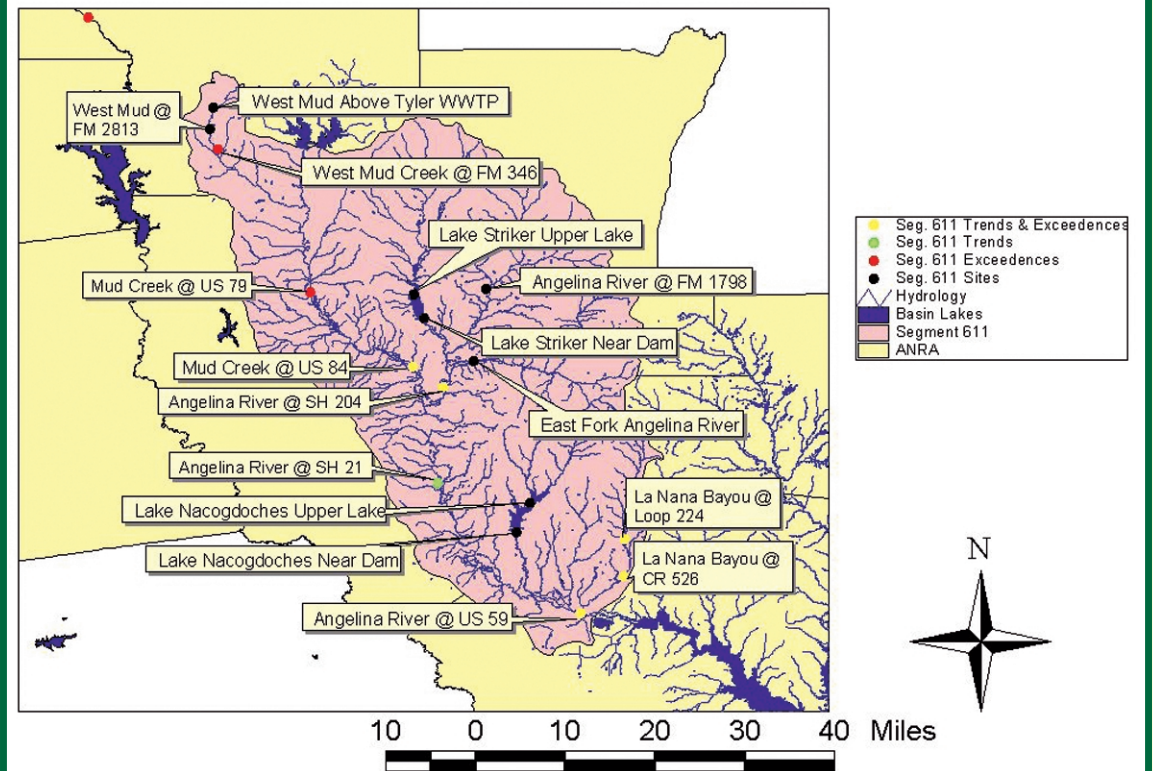 West Mud @
FM 2813
West Mud Above Tyler WWTP
West Mud Creek @ FM 346
Lake Striker Upper Lake
Mud Creek @ US 79
Angelina River @ FM 1798
Lake Striker Near Dam
Mud Creek @ US 84
Angelina River @ SH 204
East Fork Angelina River
Angelina River @ SH 21
La Nana Bayou @
Loop 224
Lake Nacogdoches Upper Lake
Lake Nacogdoches Near Dam
La Nana Bayou @
CR 526
Angelina River @ US 59
Seg. 611 Trends & Exceedences
Seg. 611 Trends
Seg. 611 Exceedences
Seg. 611 Sites
Hydrology
Basin Lakes
Segment 611
ANRA
N
10 0 10 20 30 40 Miles